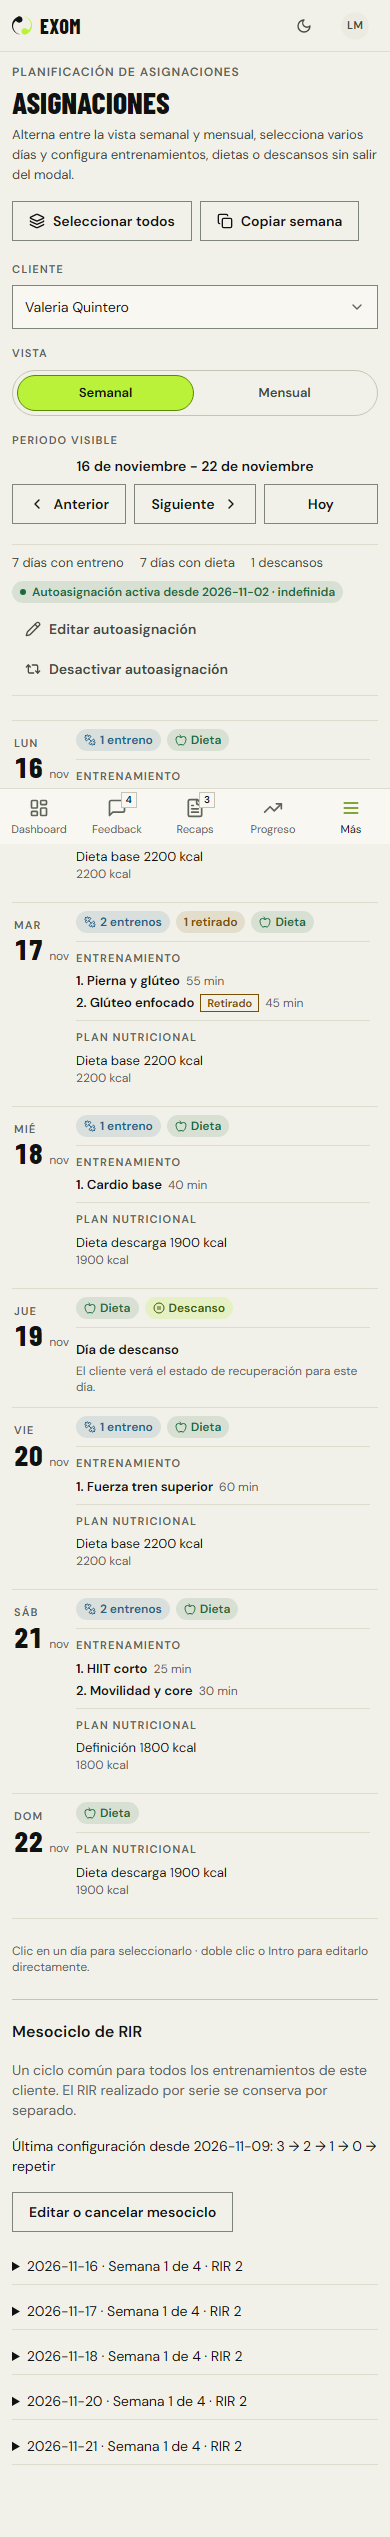 EXOM
LM
PLANIFICACIÓN DE ASIGNACIONES
ASIGNACIONES
Alterna entre la vista semanal y mensual, selecciona varios
días y configura entrenamientos, dietas o descansos sin salir
del modal.
Seleccionar todos
Copiar semana
CLIENTE
Valeria Quintero
VISTA
Semanal
Mensual
PERIODO VISIBLE
16 de noviembre - 22 de noviembre
Anterior
Siguiente
Hoy
7 días con entreno 7 días con dieta 1 descansos
Autoasignación activa desde 2026-11-02 · indefinida
Editar autoasignación
Desactivar autoasignación
LUN
16 nov
1 entreno
Dieta
ENTRENAMIENTO
Dashboard
4
Feedback
3
Recaps
Progreso
Más
Dieta base 2200 kcal
2200 kcal
MAR
17 nov
2 entrenos
1 retirado
Dieta
ENTRENAMIENTO
1. Pierna y glúteo 55 min
2. Glúteo enfocado Retirado 45 min
PLAN NUTRICIONAL
Dieta base 2200 kcal
2200 kcal
MIÉ
18 nov
1 entreno
Dieta
ENTRENAMIENTO
1. Cardio base 40 min
PLAN NUTRICIONAL
Dieta descarga 1900 kcal
1900 kcal
JUE
19 nov
Dieta
Descanso
Día de descanso
El cliente verá el estado de recuperación para este
día.
VIE
20 nov
1 entreno
Dieta
ENTRENAMIENTO
1. Fuerza tren superior 60 min
PLAN NUTRICIONAL
Dieta base 2200 kcal
2200 kcal
SÁB
21 nov
2 entrenos
Dieta
ENTRENAMIENTO
1. HIIT corto 25 min
2. Movilidad y core 30 min
PLAN NUTRICIONAL
Definición 1800 kcal
1800 kcal
DOM
22 nov
Dieta
PLAN NUTRICIONAL
Dieta descarga 1900 kcal
1900 kcal
Clic en un día para seleccionarlo · doble clic o Intro para editarlo
directamente.
Mesociclo de RIR
Un ciclo común para todos los entrenamientos de este
cliente. El RIR realizado por serie se conserva por
separado.
Última configuración desde 2026-11-09: 3 → 2 → 1 → 0 →
repetir
Editar o cancelar mesociclo
▶ 2026-11-16 · Semana 1 de 4 · RIR 2
▶ 2026-11-17 · Semana 1 de 4 · RIR 2
▶ 2026-11-18 · Semana 1 de 4 · RIR 2
▶ 2026-11-20 · Semana 1 de 4 · RIR 2
▶ 2026-11-21 · Semana 1 de 4 · RIR 2